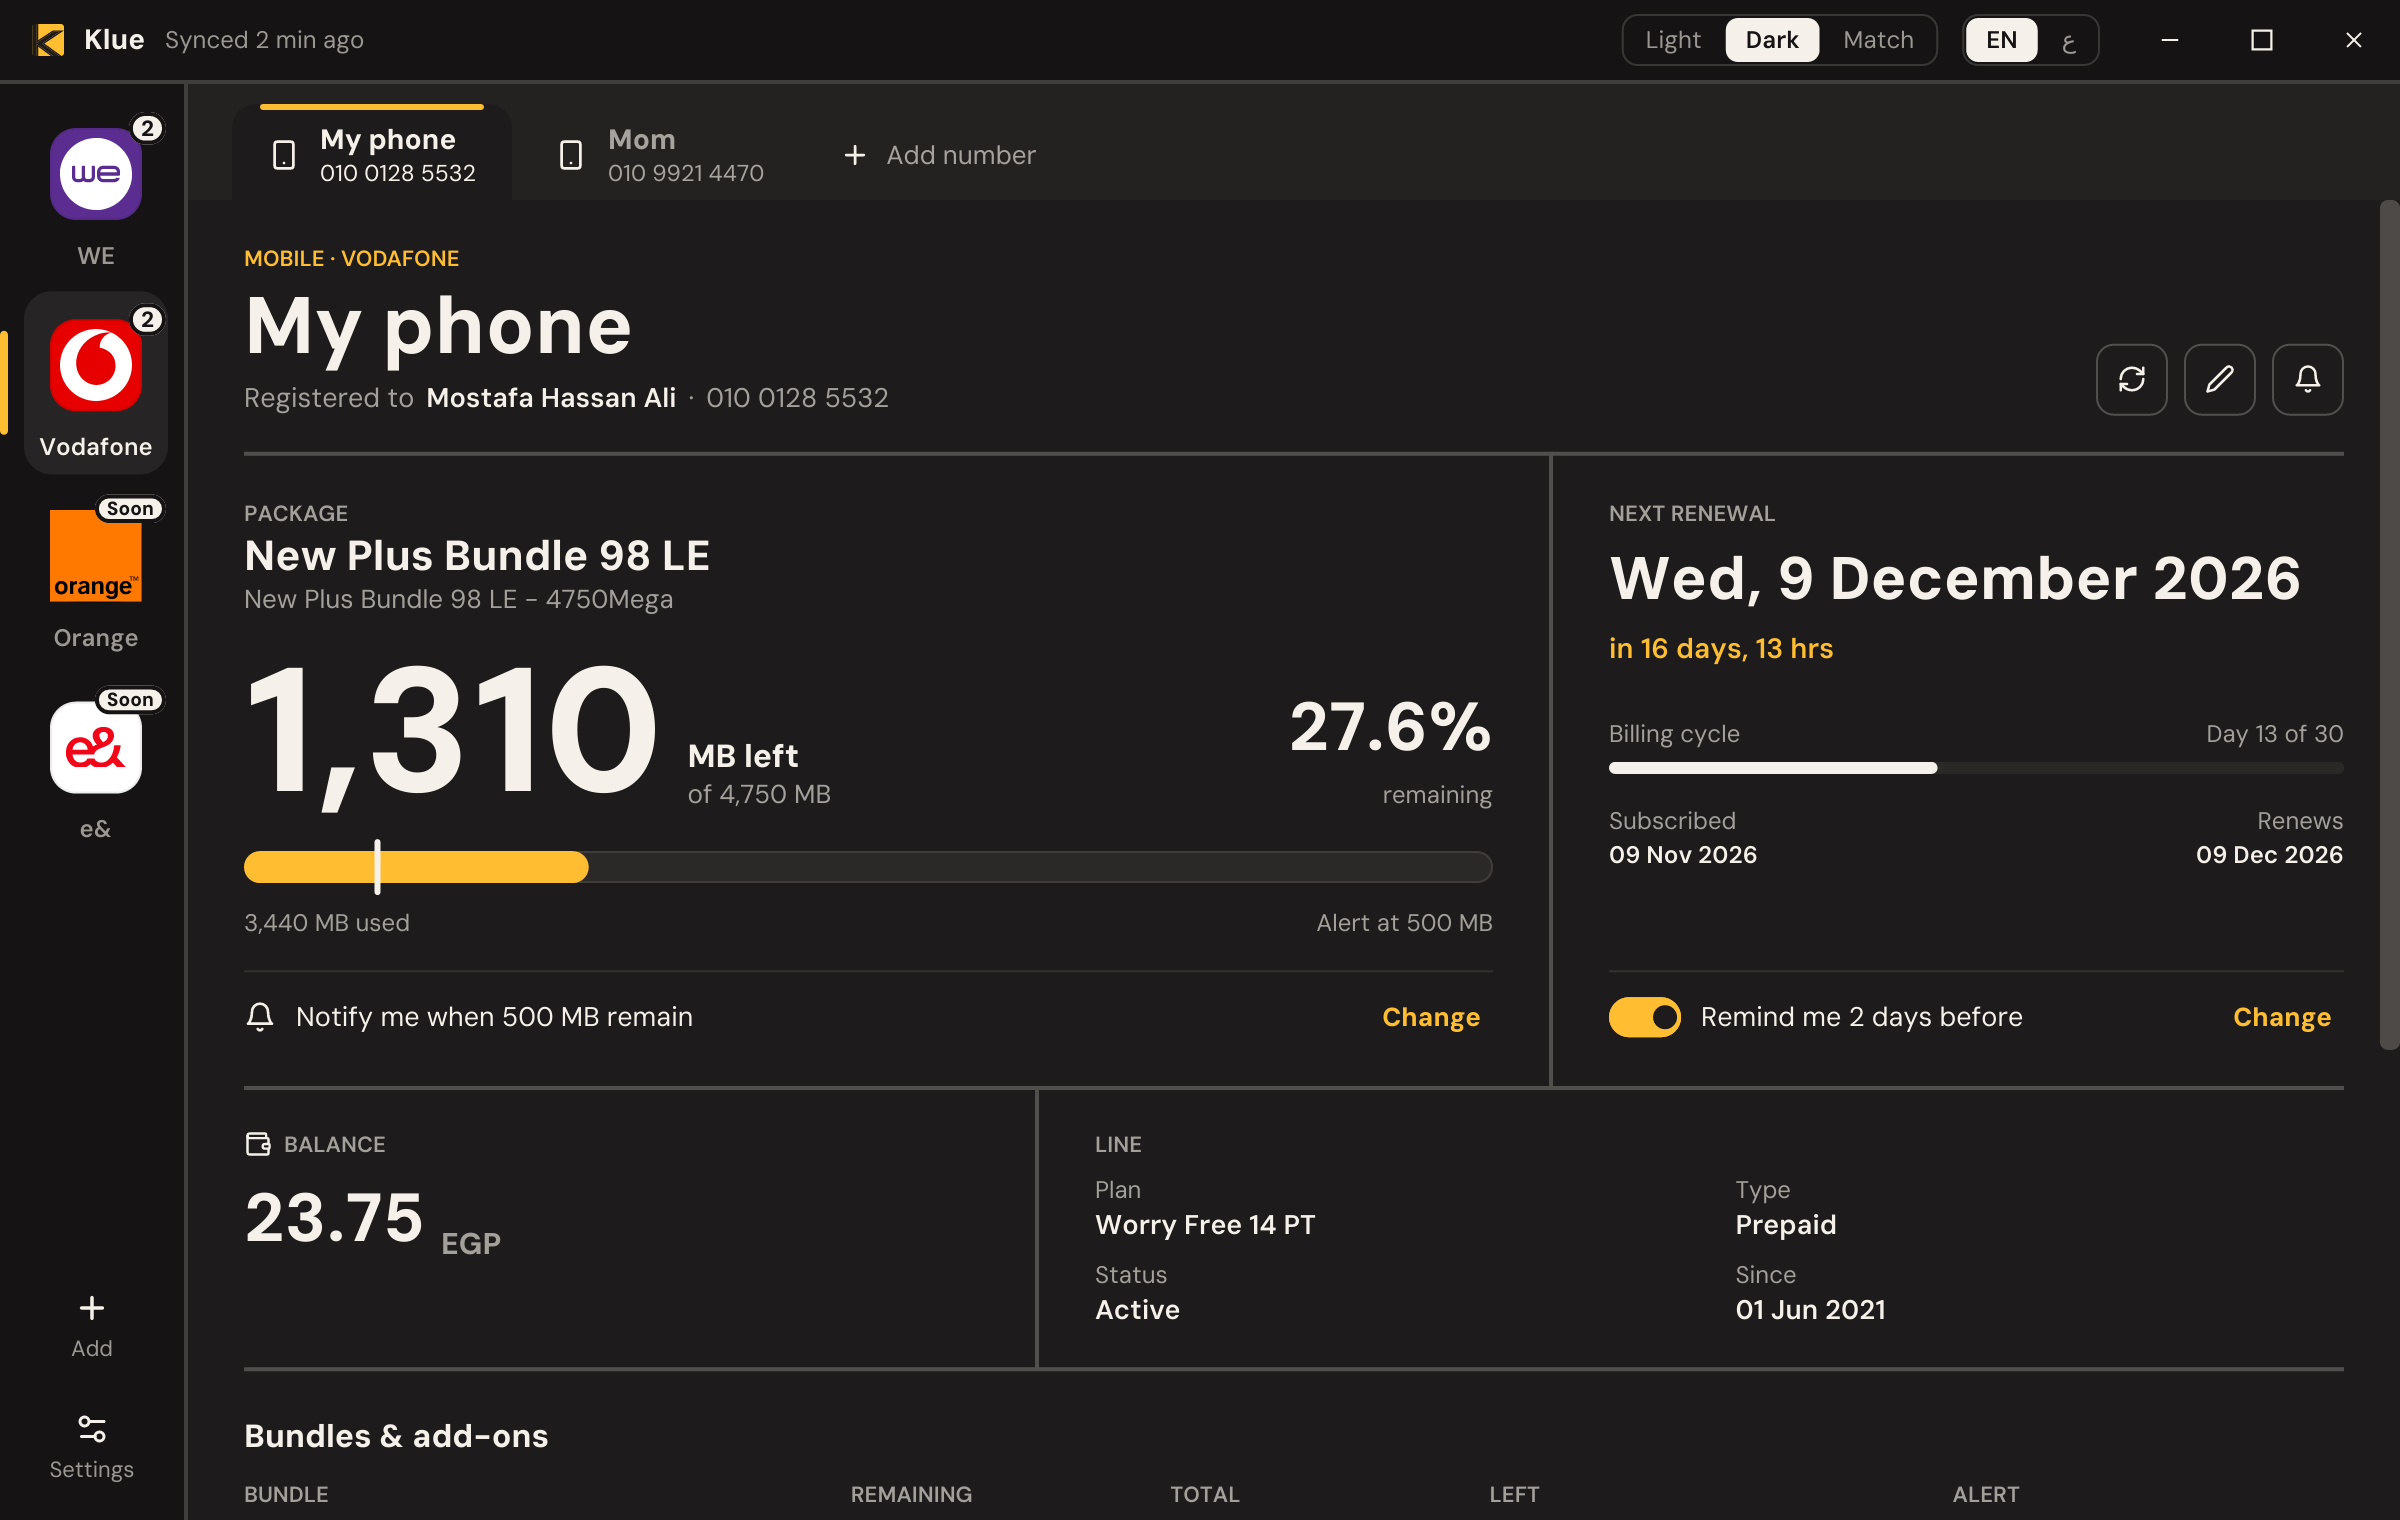 Klue Synced 2 min ago
Light Dark Match
EN ع
2
we
WE
2
Vodafone
Soon
orange™
Orange
Soon
e&
e&
Add
Settings
My phone
010 0128 5532
Mom
010 9921 4470
Add number
MOBILE · VODAFONE
My phone
Registered to Mostafa Hassan Ali · 010 0128 5532
PACKAGE
New Plus Bundle 98 LE
New Plus Bundle 98 LE - 4750Mega
1,310 MB left
of 4,750 MB
27.6%
remaining
3,440 MB used
Alert at 500 MB
Notify me when 500 MB remain
Change
NEXT RENEWAL
Wed, 9 December 2026
in 16 days, 13 hrs
Billing cycle
Day 13 of 30
Subscribed
09 Nov 2026
Renews
09 Dec 2026
Remind me 2 days before
Change
BALANCE
23.75 EGP
LINE
Plan
Worry Free 14 PT
Type
Prepaid
Status
Active
Since
01 Jun 2021
Bundles & add-ons
BUNDLE REMAINING TOTAL LEFT ALERT